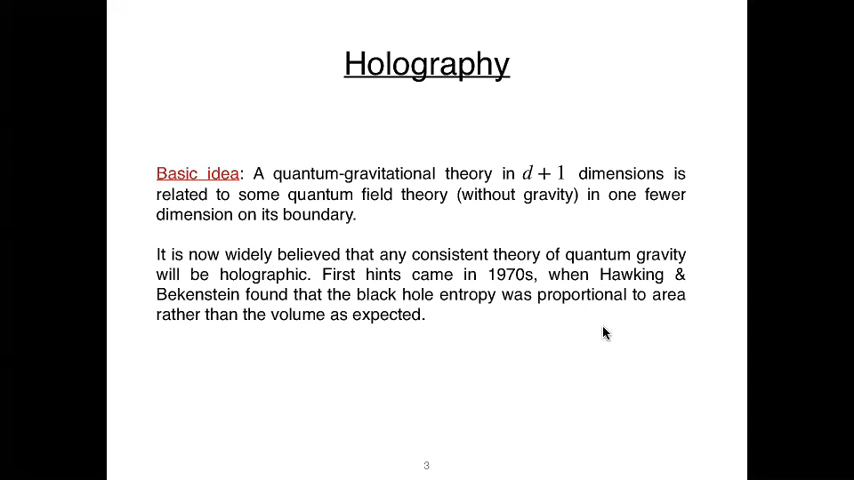 Holography
Basic idea: A quantum-gravitational theory in d + 1 dimensions is
related to some quantum field theory (without gravity) in one fewer
dimension on its boundary.
It is now widely believed that any consistent theory of quantum gravity
will be holographic. First hints came in 1970s, when Hawking &
Bekenstein found that the black hole entropy was proportional to area
rather than the volume as expected.
3